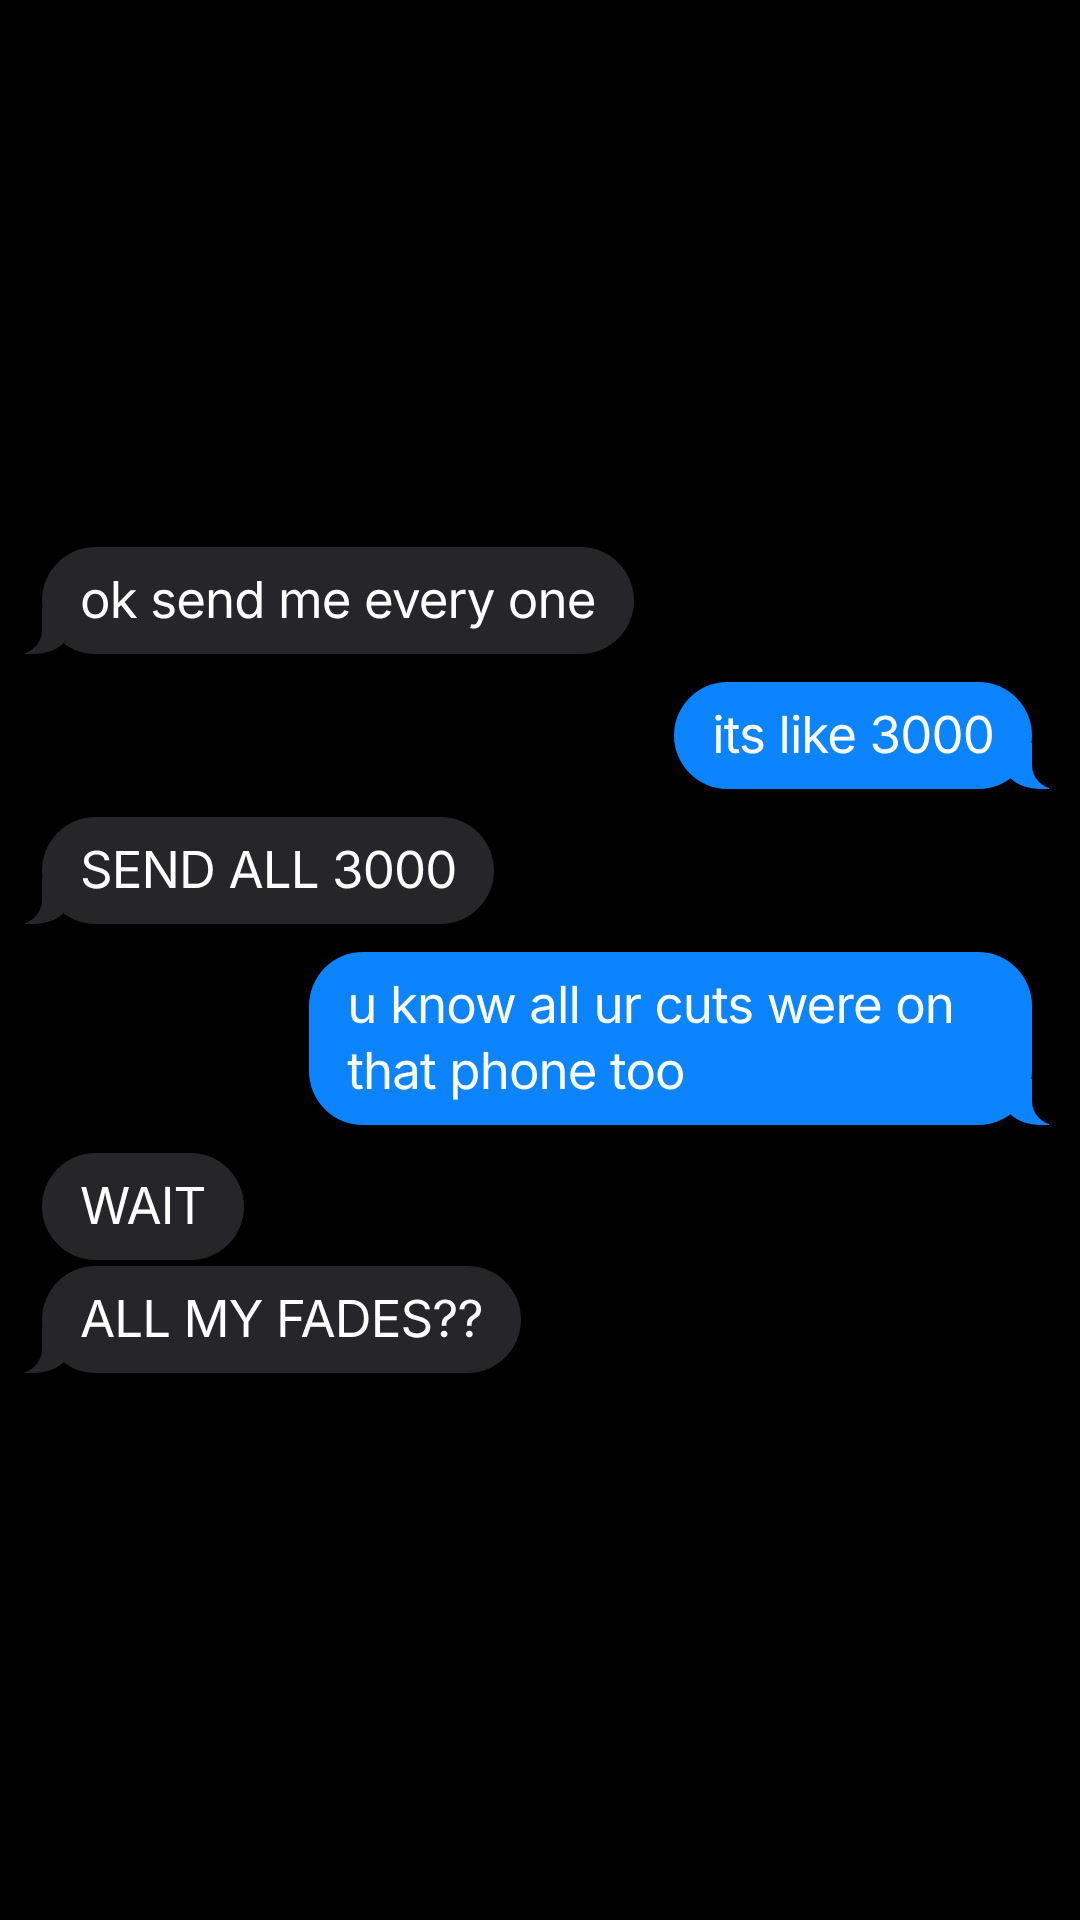 ok send me every one
its like 3000
SEND ALL 3000
u know all ur cuts were on
that phone too
WAIT
ALL MY FADES??